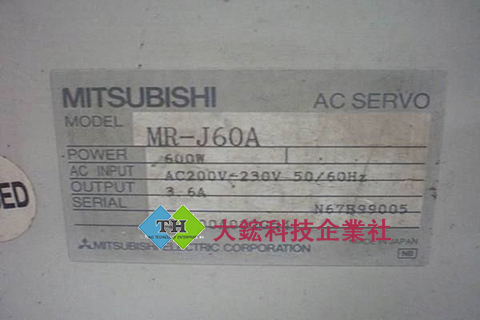 MITSUBISHI AC SERVO
MODEL MR-J60A
POWER 600W
AC INPUT AC200V-230V 50/60Hz
OUTPUT 3.6A
SERIAL N67B99005
TH 大鋐科技企業社
MITSUBISHI ELECTRIC CORPORATION JAPAN
NB